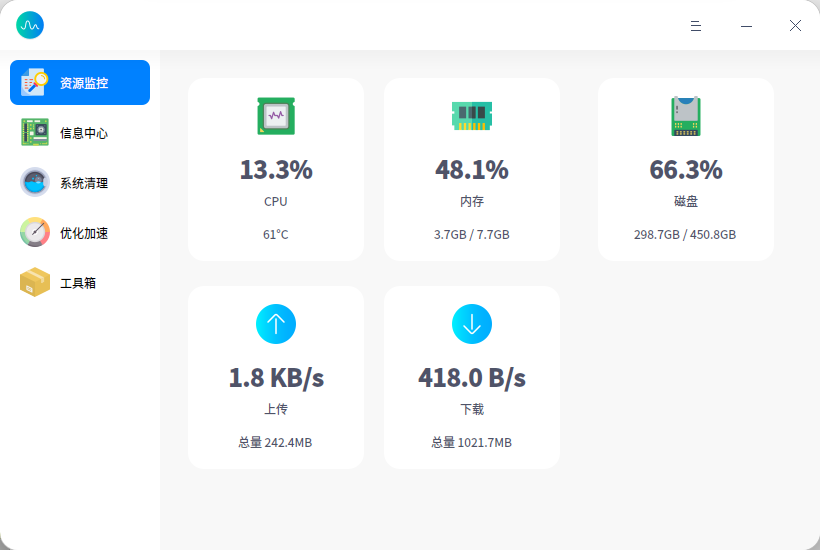 资源监控
信息中心
系统清理
优化加速
工具箱
13.3%
CPU
61°C
48.1%
内存
3.7GB / 7.7GB
66.3%
磁盘
298.7GB / 450.8GB
1.8 KB/s
上传
总量 242.4MB
418.0 B/s
下载
总量 1021.7MB